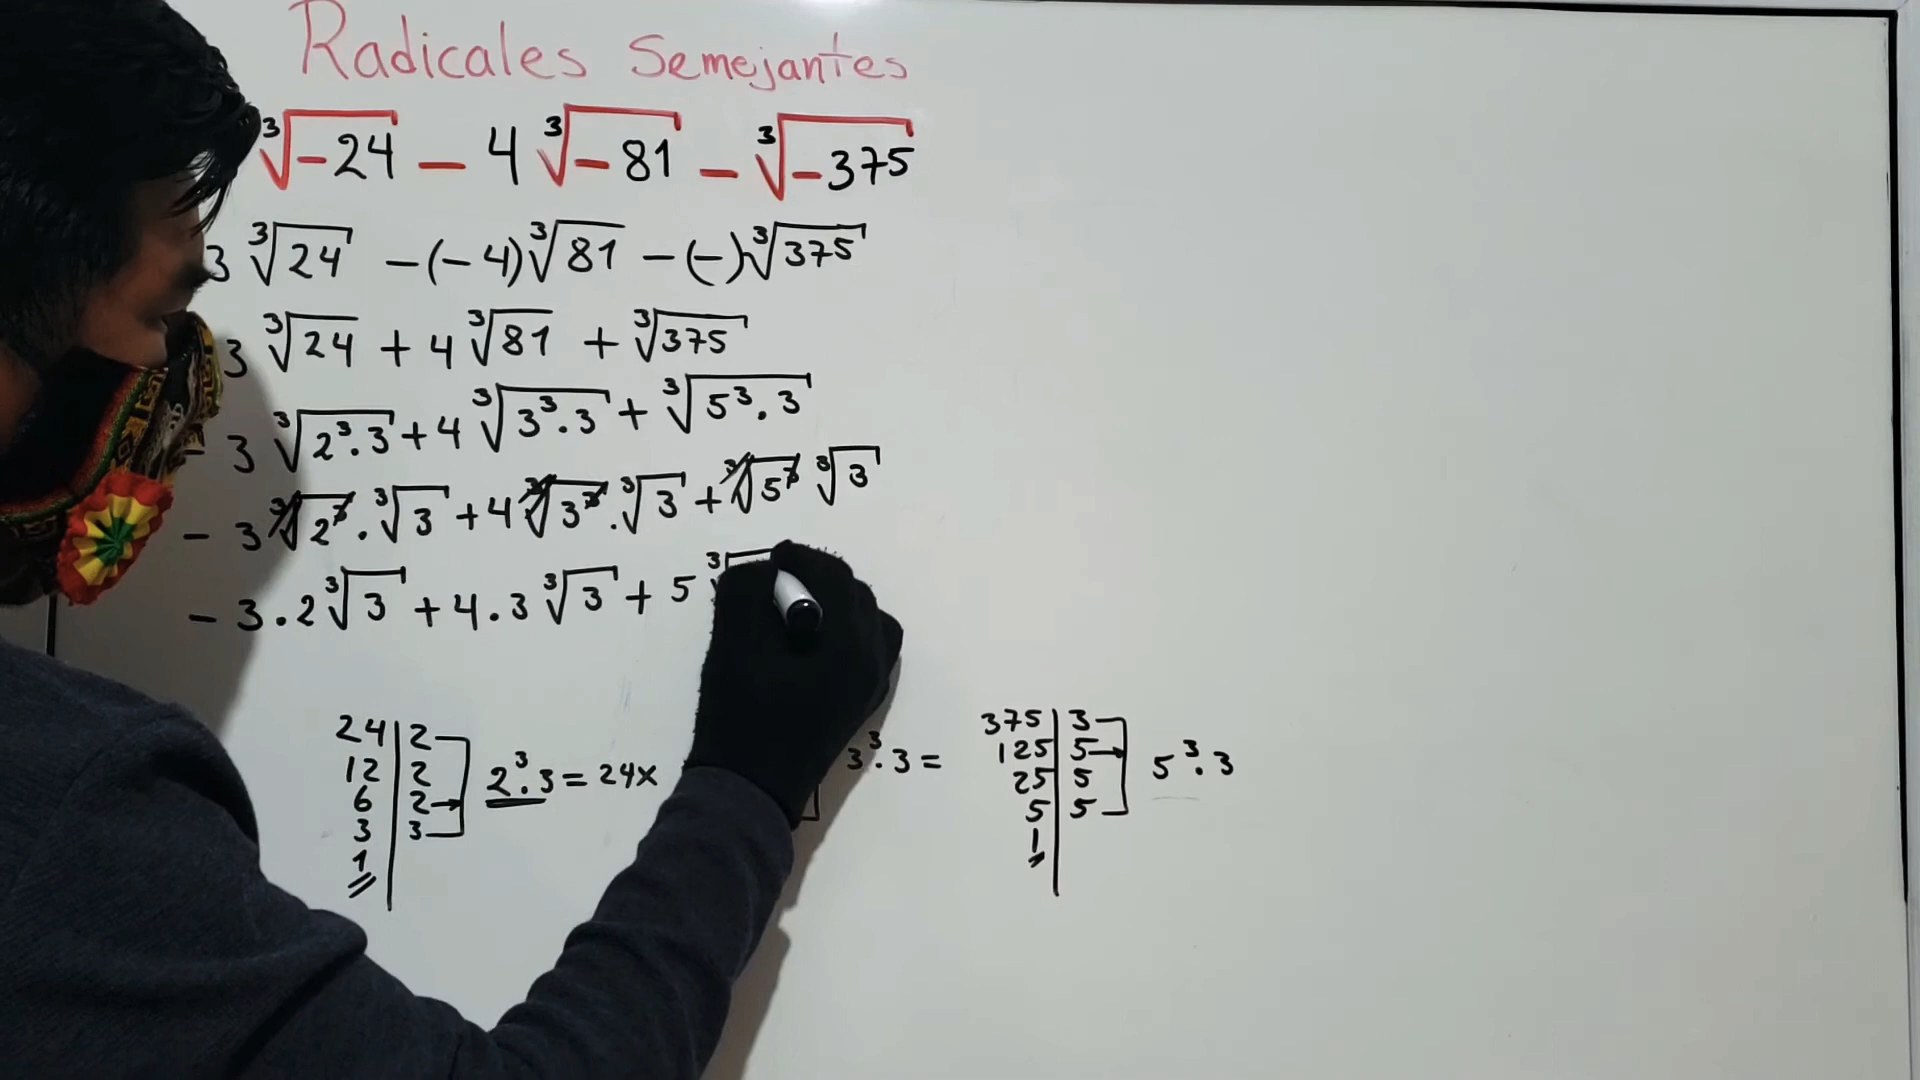 Radicales Semejantes
∛-24 - 4 ∛-81 - ∛-375
3 ∛24 -(-4)∛81 -(-)∛375
3 ∛24 + 4 ∛81 + ∛375
3 ∛2³.3 + 4 ∛3³.3 + ∛5³.3
- 3 ∛2³ . ∛3 + 4 ∛3³ . ∛3 + ∛5³ ∛3
- 3.2 ∛3 + 4.3 ∛3 + 5 ∛
24 | 2
12 | 2
6 | 2
3 | 3
1
2³.3 = 24x
3³.3 =
375 | 3
125 | 5
25 | 5
5 | 5
1
5³.3